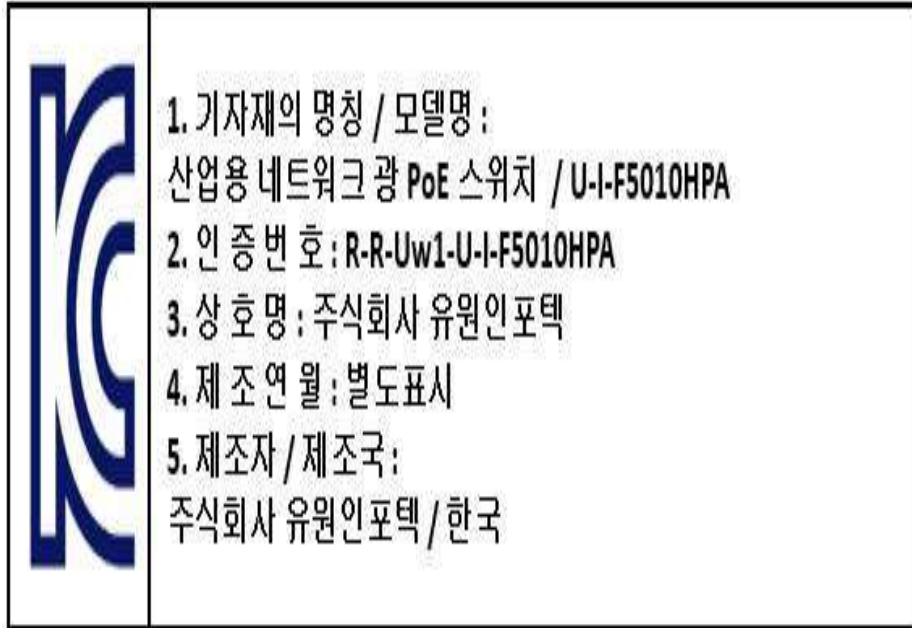 1. 기자재의 명칭 / 모델명 :
산업용 네트워크 광 PoE 스위치 / U-I-F5010HPA
2. 인 증 번 호 : R-R-Uw1-U-I-F5010HPA
3. 상 호 명 : 주식회사 유원인포텍
4. 제 조 연 월 : 별도표시
5. 제조자 / 제조국 :
주식회사 유원인포텍 / 한국